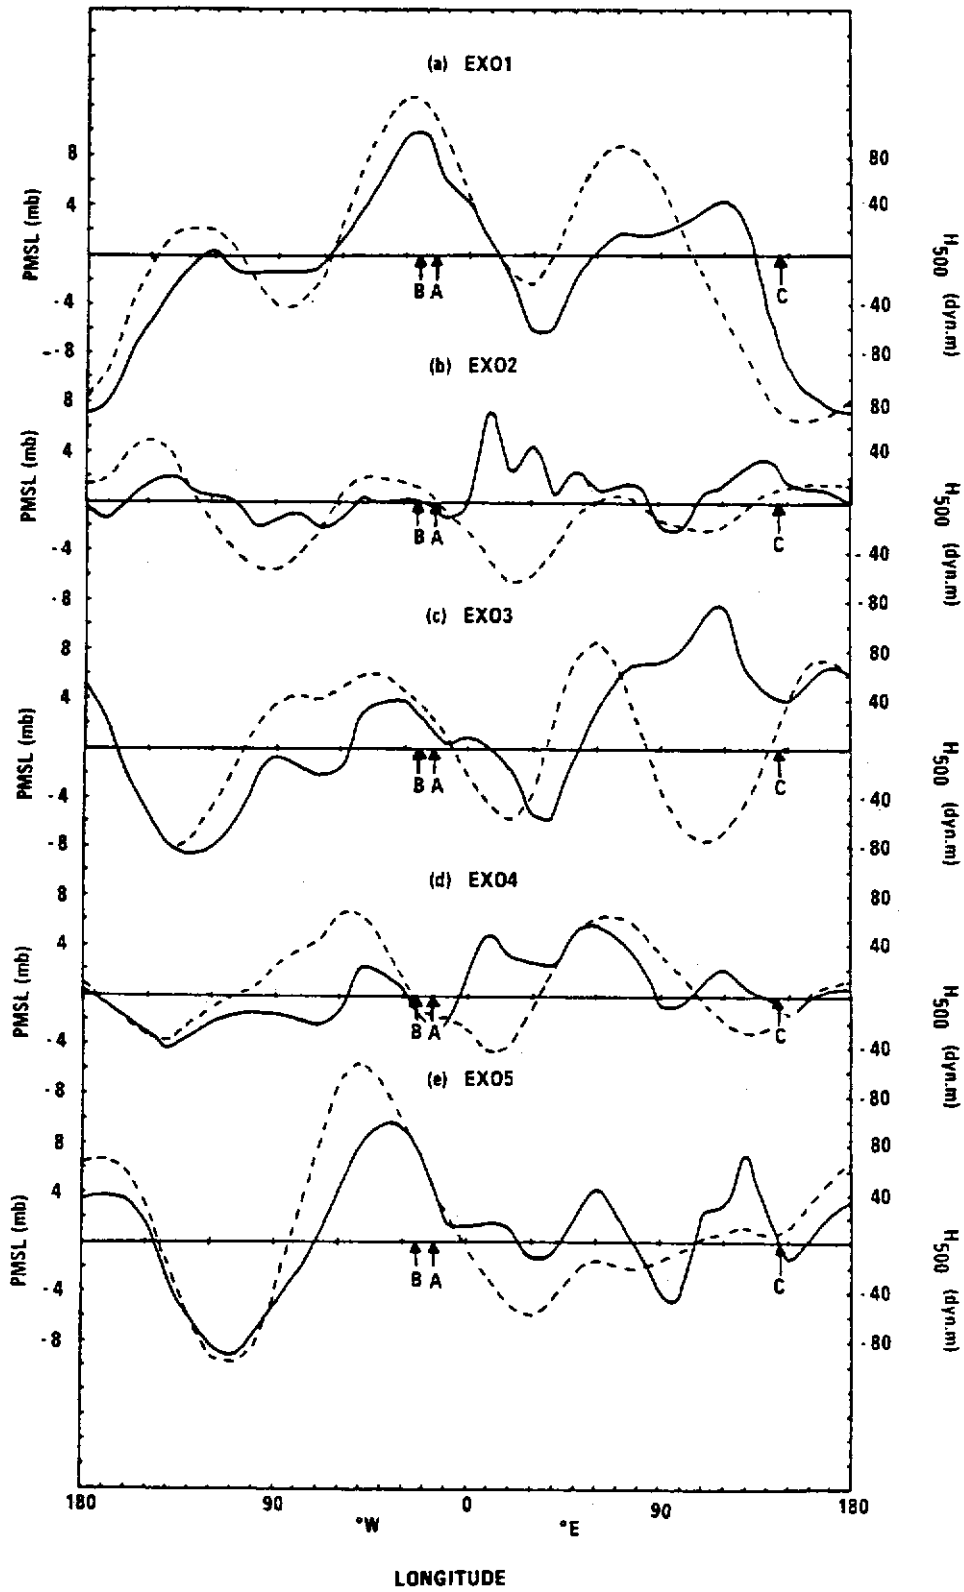 (a) EXO1
8
4
- 4
-- 8
PMSL (mb)
80
40
- 40
- 80
H500 (dyn.m)
B A
C
(b) EXO2
8
4
- 4
- 8
PMSL (mb)
80
40
- 40
- 80
H500 (dyn.m)
B A
C
(c) EXO3
8
4
- 4
- 8
PMSL (mb)
80
40
- 40
- 80
H500 (dyn.m)
B A
C
(d) EXO4
8
4
- 4
- 8
PMSL (mb)
80
40
- 40
- 80
H500 (dyn.m)
B A
C
(e) EXO5
8
4
- 4
- 8
PMSL (mb)
80
40
- 40
- 80
H500 (dyn.m)
B A
C
180 90 0 90 180
°W °E
LONGITUDE